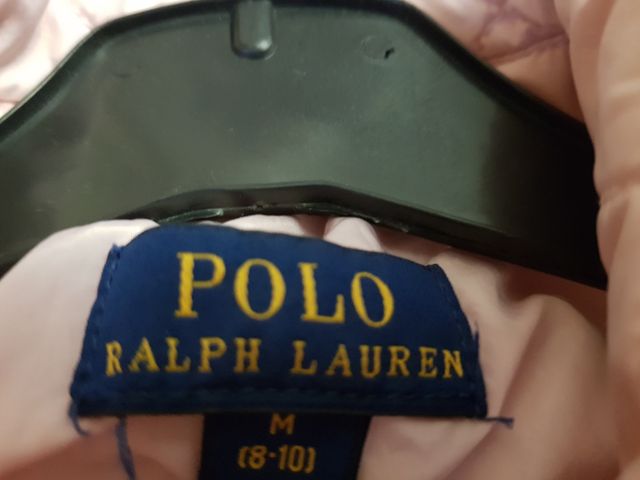 POLO
RALPH LAUREN
M
(8-10)